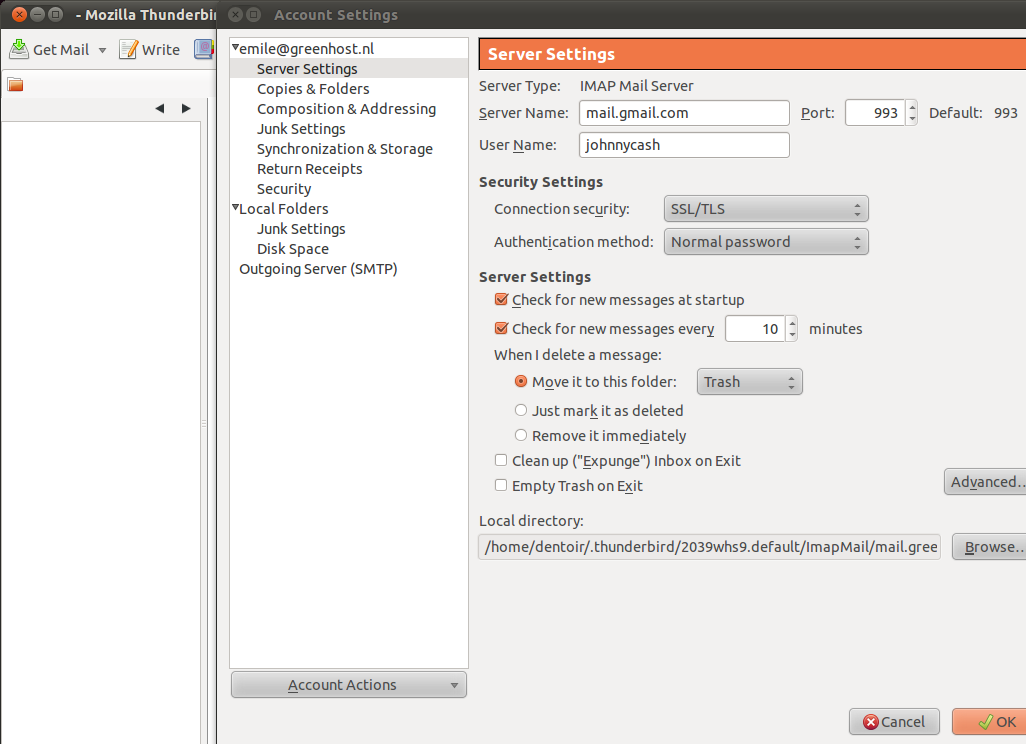 - Mozilla Thunderbir
Account Settings
Get Mail
Write
emile@greenhost.nl
Server Settings
Copies & Folders
Composition & Addressing
Junk Settings
Synchronization & Storage
Return Receipts
Security
Local Folders
Junk Settings
Disk Space
Outgoing Server (SMTP)
Account Actions
Server Settings
Server Type: IMAP Mail Server
Server Name: mail.gmail.com Port: 993 Default: 993
User Name: johnnycash
Security Settings
Connection security: SSL/TLS
Authentication method: Normal password
Server Settings
Check for new messages at startup
Check for new messages every 10 minutes
When I delete a message:
Move it to this folder: Trash
Just mark it as deleted
Remove it immediately
Clean up ("Expunge") Inbox on Exit
Empty Trash on Exit
Advanced..
Local directory:
/home/dentoir/.thunderbird/2039whs9.default/ImapMail/mail.gree
Browse..
Cancel
OK